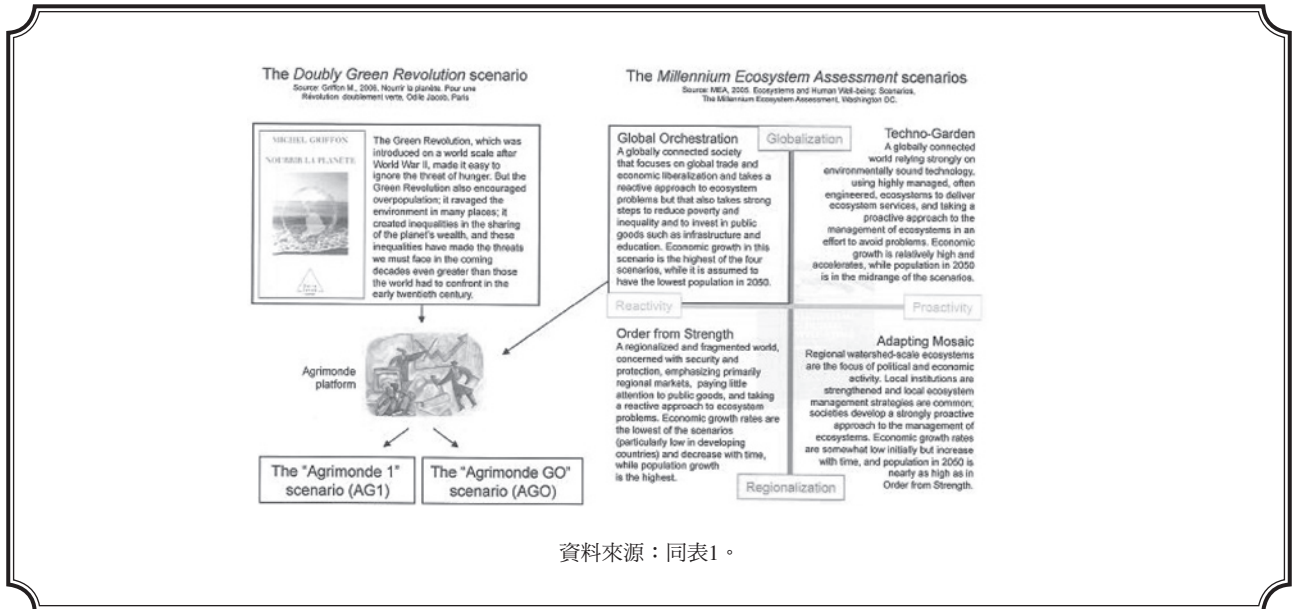 The Doubly Green Revolution scenario
Source: Griffon M., 2006. Nourrir la planète. Pour une
Révolution doublement verte, Odile Jacob, Paris
MICHEL GRIFFON
NOURRIR LA PLANÈTE
The Green Revolution, which was
introduced on a world scale after
World War II, made it easy to
ignore the threat of hunger. But the
Green Revolution also encouraged
overpopulation; it ravaged the
environment in many places; it
created inequalities in the sharing
of the planet's wealth, and these
inequalities have made the threats
we must face in the coming
decades even greater than those
the world had to confront in the
early twentieth century.
Agrimonde
platform
The "Agrimonde 1"
scenario (AG1)
The "Agrimonde GO"
scenario (AGO)
The Millennium Ecosystem Assessment scenarios
Source: MEA, 2005. Ecosystems and Human Well-being: Scenarios,
The Millennium Ecosystem Assessment, Washington DC.
Global Orchestration
A globally connected society
that focuses on global trade and
economic liberalization and takes a
reactive approach to ecosystem
problems but that also takes strong
steps to reduce poverty and
inequality and to invest in public
goods such as infrastructure and
education. Economic growth in this
scenario is the highest of the four
scenarios, while it is assumed to
have the lowest population in 2050.
Globalization
Techno-Garden
A globally connected
world relying strongly on
environmentally sound technology,
using highly managed, often
engineered, ecosystems to deliver
ecosystem services, and taking a
proactive approach to the
management of ecosystems in an
effort to avoid problems. Economic
growth is relatively high and
accelerates, while population in 2050
is in the midrange of the scenarios.
Reactivity
Proactivity
Order from Strength
A regionalized and fragmented world,
concerned with security and
protection, emphasizing primarily
regional markets, paying little
attention to public goods, and taking
a reactive approach to ecosystem
problems. Economic growth rates are
the lowest of the scenarios
(particularly low in developing
countries) and decrease with time,
while population growth
is the highest.
Adapting Mosaic
Regional watershed-scale ecosystems
are the focus of political and economic
activity. Local institutions are
strengthened and local ecosystem
management strategies are common;
societies develop a strongly proactive
approach to the management of
ecosystems. Economic growth rates
are somewhat low initially but increase
with time, and population in 2050 is
nearly as high as in
Order from Strength.
Regionalization
資料來源：同表1。